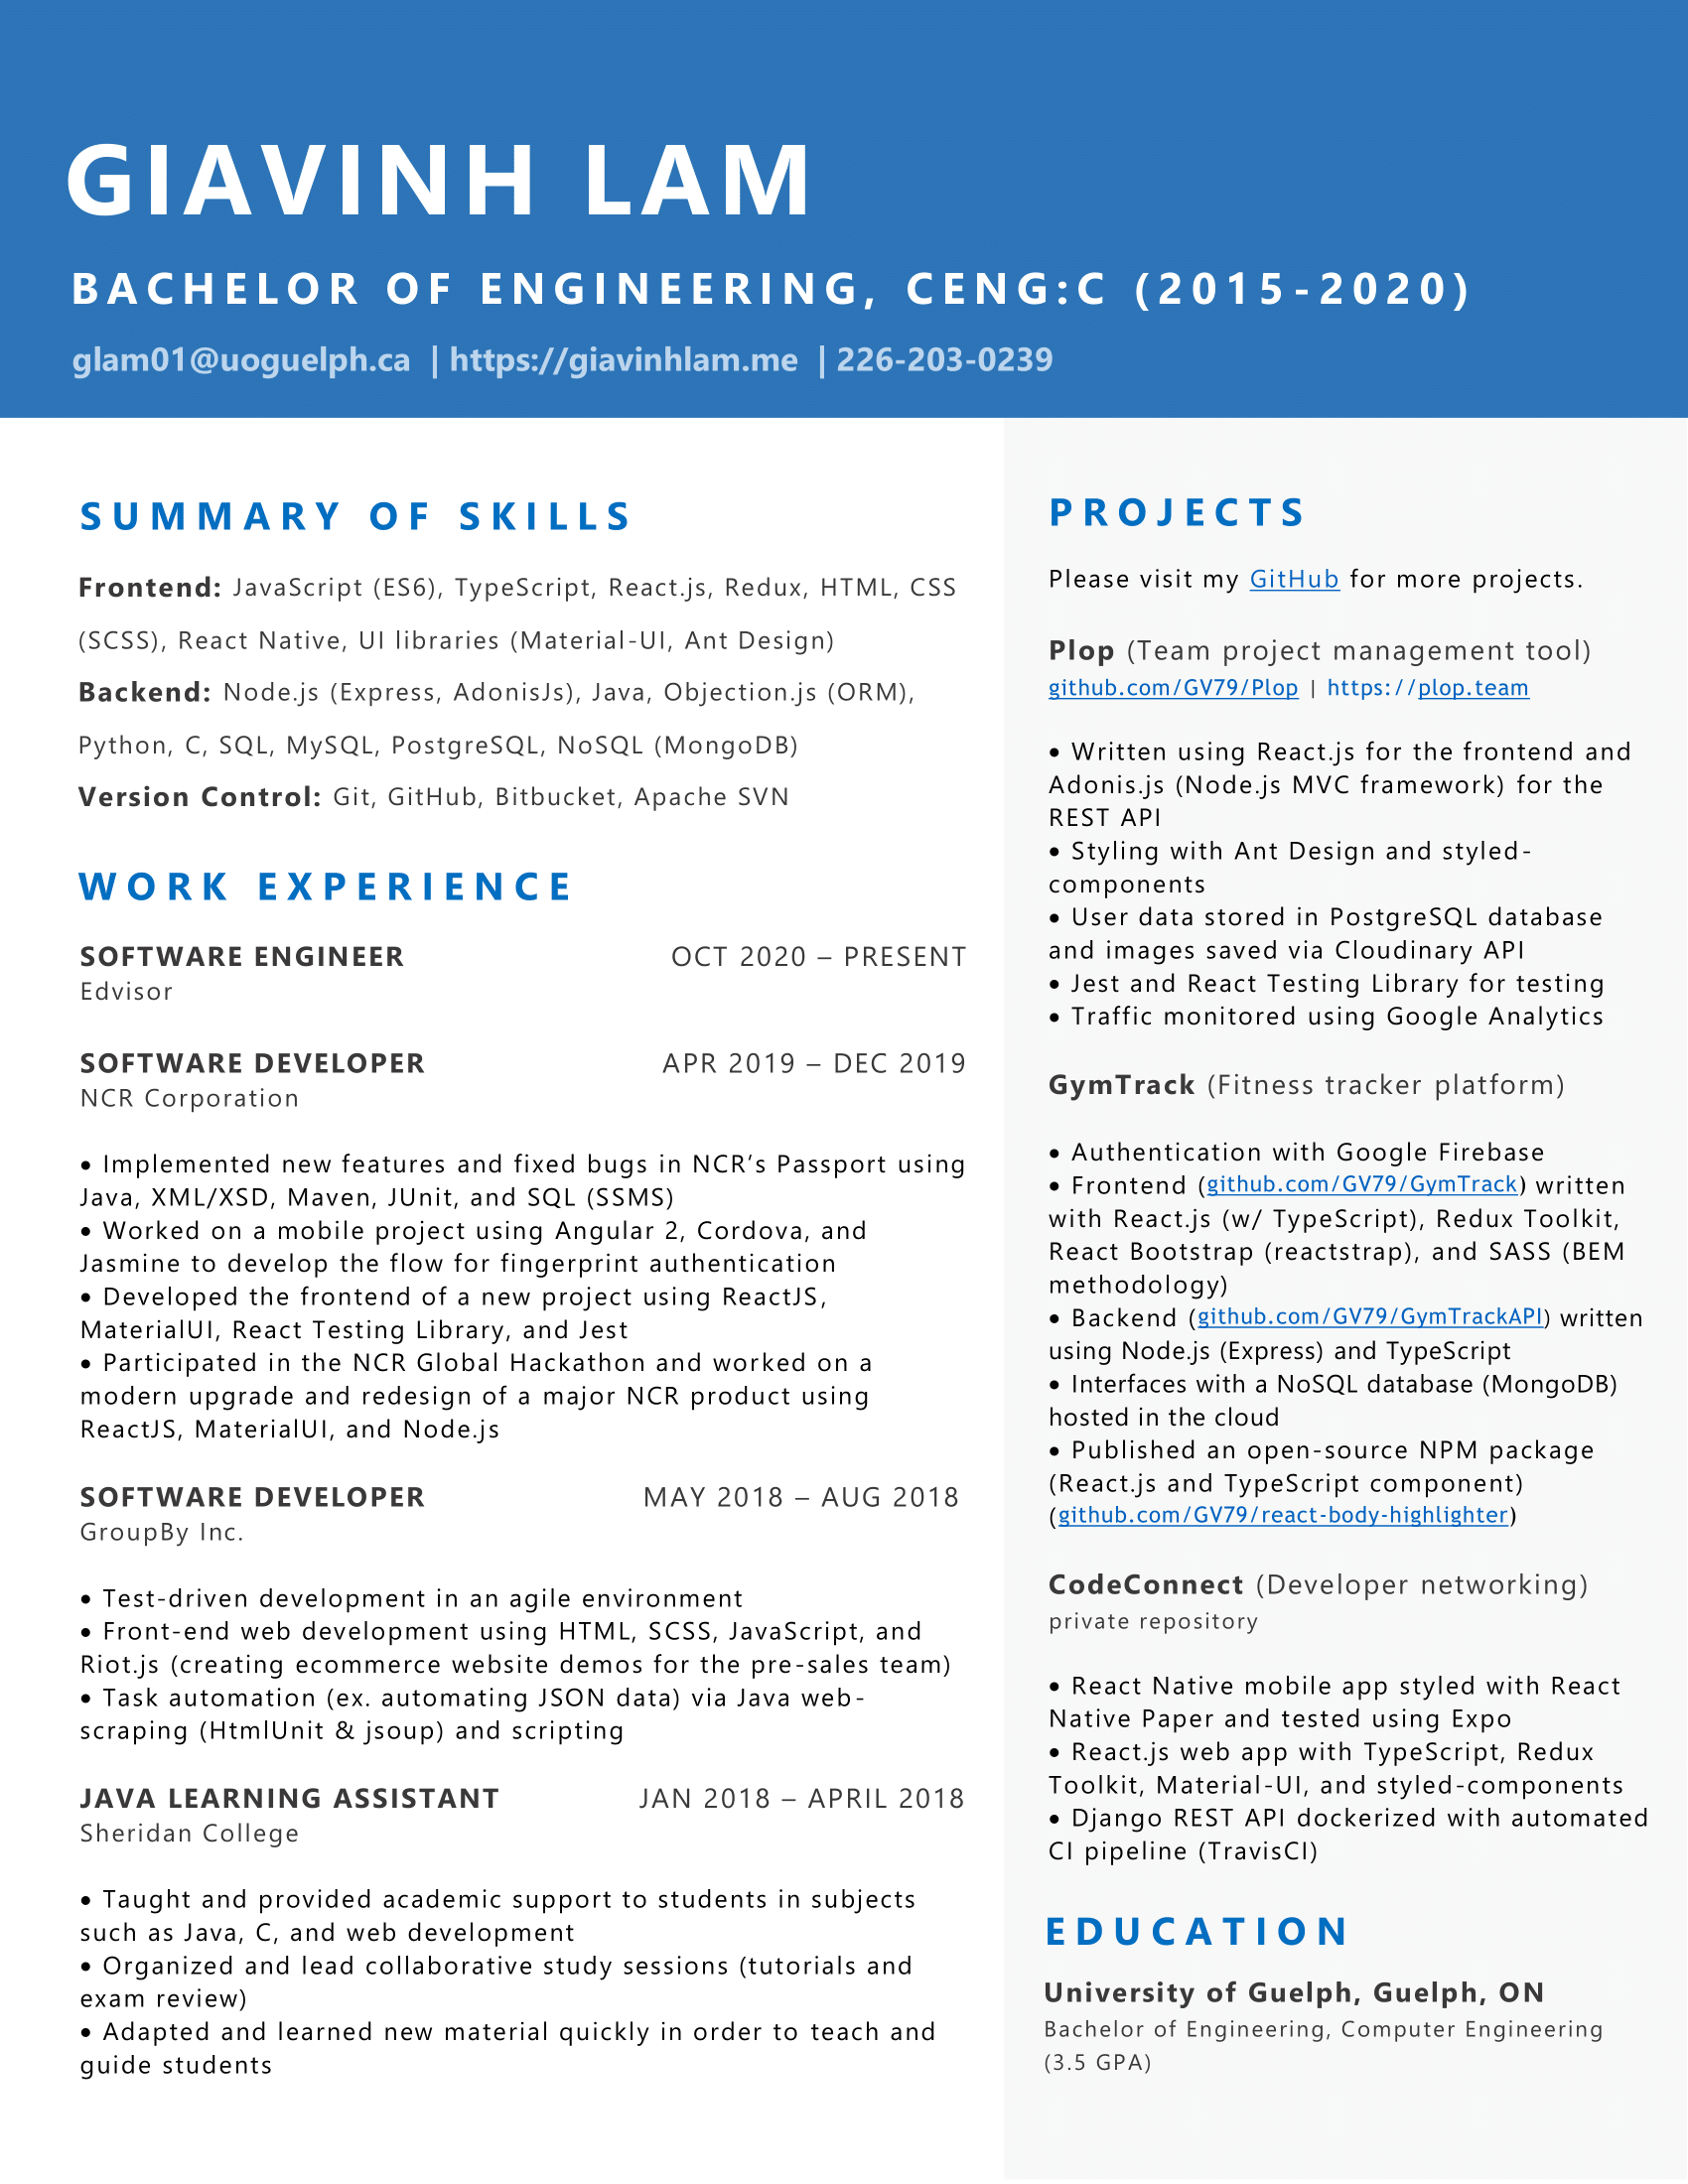 GIAVINH LAM
BACHELOR OF ENGINEERING, CENG:C (2015-2020)
glam01@uoguelph.ca | https://giavinhlam.me | 226-203-0239
SUMMARY OF SKILLS
Frontend: JavaScript (ES6), TypeScript, React.js, Redux, HTML, CSS
(SCSS), React Native, UI libraries (Material-UI, Ant Design)
Backend: Node.js (Express, AdonisJs), Java, Objection.js (ORM),
Python, C, SQL, MySQL, PostgreSQL, NoSQL (MongoDB)
Version Control: Git, GitHub, Bitbucket, Apache SVN
WORK EXPERIENCE
SOFTWARE ENGINEER OCT 2020 – PRESENT
Edvisor
SOFTWARE DEVELOPER APR 2019 – DEC 2019
NCR Corporation
• Implemented new features and fixed bugs in NCR’s Passport using
Java, XML/XSD, Maven, JUnit, and SQL (SSMS)
• Worked on a mobile project using Angular 2, Cordova, and
Jasmine to develop the flow for fingerprint authentication
• Developed the frontend of a new project using ReactJS,
MaterialUI, React Testing Library, and Jest
• Participated in the NCR Global Hackathon and worked on a
modern upgrade and redesign of a major NCR product using
ReactJS, MaterialUI, and Node.js
SOFTWARE DEVELOPER MAY 2018 – AUG 2018
GroupBy Inc.
• Test-driven development in an agile environment
• Front-end web development using HTML, SCSS, JavaScript, and
Riot.js (creating ecommerce website demos for the pre-sales team)
• Task automation (ex. automating JSON data) via Java web-
scraping (HtmlUnit & jsoup) and scripting
JAVA LEARNING ASSISTANT JAN 2018 – APRIL 2018
Sheridan College
• Taught and provided academic support to students in subjects
such as Java, C, and web development
• Organized and lead collaborative study sessions (tutorials and
exam review)
• Adapted and learned new material quickly in order to teach and
guide students
PROJECTS
Please visit my GitHub for more projects.
Plop (Team project management tool)
github.com/GV79/Plop | https://plop.team
• Written using React.js for the frontend and
Adonis.js (Node.js MVC framework) for the
REST API
• Styling with Ant Design and styled-
components
• User data stored in PostgreSQL database
and images saved via Cloudinary API
• Jest and React Testing Library for testing
• Traffic monitored using Google Analytics
GymTrack (Fitness tracker platform)
• Authentication with Google Firebase
• Frontend (github.com/GV79/GymTrack) written
with React.js (w/ TypeScript), Redux Toolkit,
React Bootstrap (reactstrap), and SASS (BEM
methodology)
• Backend (github.com/GV79/GymTrackAPI) written
using Node.js (Express) and TypeScript
• Interfaces with a NoSQL database (MongoDB)
hosted in the cloud
• Published an open-source NPM package
(React.js and TypeScript component)
(github.com/GV79/react-body-highlighter)
CodeConnect (Developer networking)
private repository
• React Native mobile app styled with React
Native Paper and tested using Expo
• React.js web app with TypeScript, Redux
Toolkit, Material-UI, and styled-components
• Django REST API dockerized with automated
CI pipeline (TravisCI)
EDUCATION
University of Guelph, Guelph, ON
Bachelor of Engineering, Computer Engineering
(3.5 GPA)